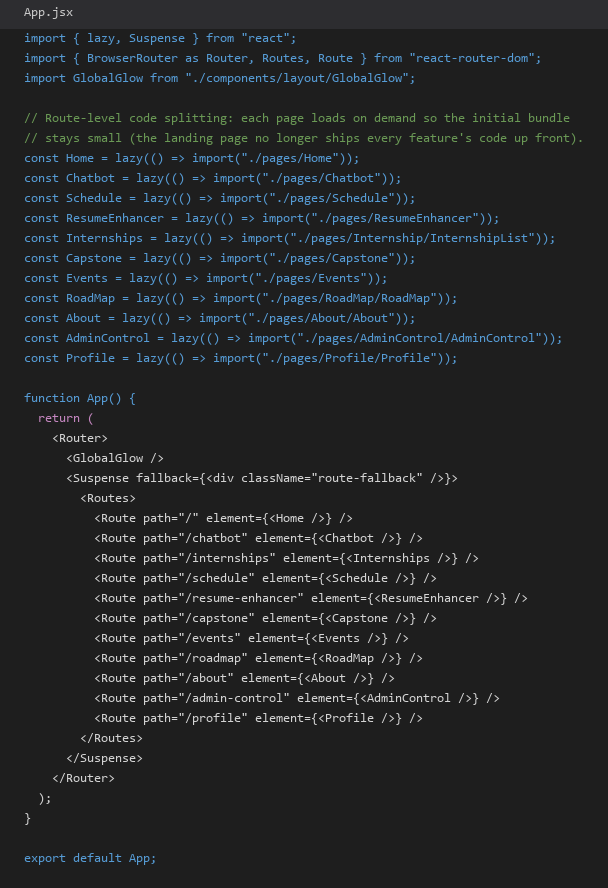 App.jsx
import { lazy, Suspense } from "react";
import { BrowserRouter as Router, Routes, Route } from "react-router-dom";
import GlobalGlow from "./components/layout/GlobalGlow";

// Route-level code splitting: each page loads on demand so the initial bundle
// stays small (the landing page no longer ships every feature's code up front).
const Home = lazy(() => import("./pages/Home"));
const Chatbot = lazy(() => import("./pages/Chatbot"));
const Schedule = lazy(() => import("./pages/Schedule"));
const ResumeEnhancer = lazy(() => import("./pages/ResumeEnhancer"));
const Internships = lazy(() => import("./pages/Internship/InternshipList"));
const Capstone = lazy(() => import("./pages/Capstone"));
const Events = lazy(() => import("./pages/Events"));
const RoadMap = lazy(() => import("./pages/RoadMap/RoadMap"));
const About = lazy(() => import("./pages/About/About"));
const AdminControl = lazy(() => import("./pages/AdminControl/AdminControl"));
const Profile = lazy(() => import("./pages/Profile/Profile"));

function App() {
  return (
    <Router>
      <GlobalGlow />
      <Suspense fallback={<div className="route-fallback" />}>
        <Routes>
          <Route path="/" element={<Home />} />
          <Route path="/chatbot" element={<Chatbot />} />
          <Route path="/internships" element={<Internships />} />
          <Route path="/schedule" element={<Schedule />} />
          <Route path="/resume-enhancer" element={<ResumeEnhancer />} />
          <Route path="/capstone" element={<Capstone />} />
          <Route path="/events" element={<Events />} />
          <Route path="/roadmap" element={<RoadMap />} />
          <Route path="/about" element={<About />} />
          <Route path="/admin-control" element={<AdminControl />} />
          <Route path="/profile" element={<Profile />} />
        </Routes>
      </Suspense>
    </Router>
  );
}

export default App;